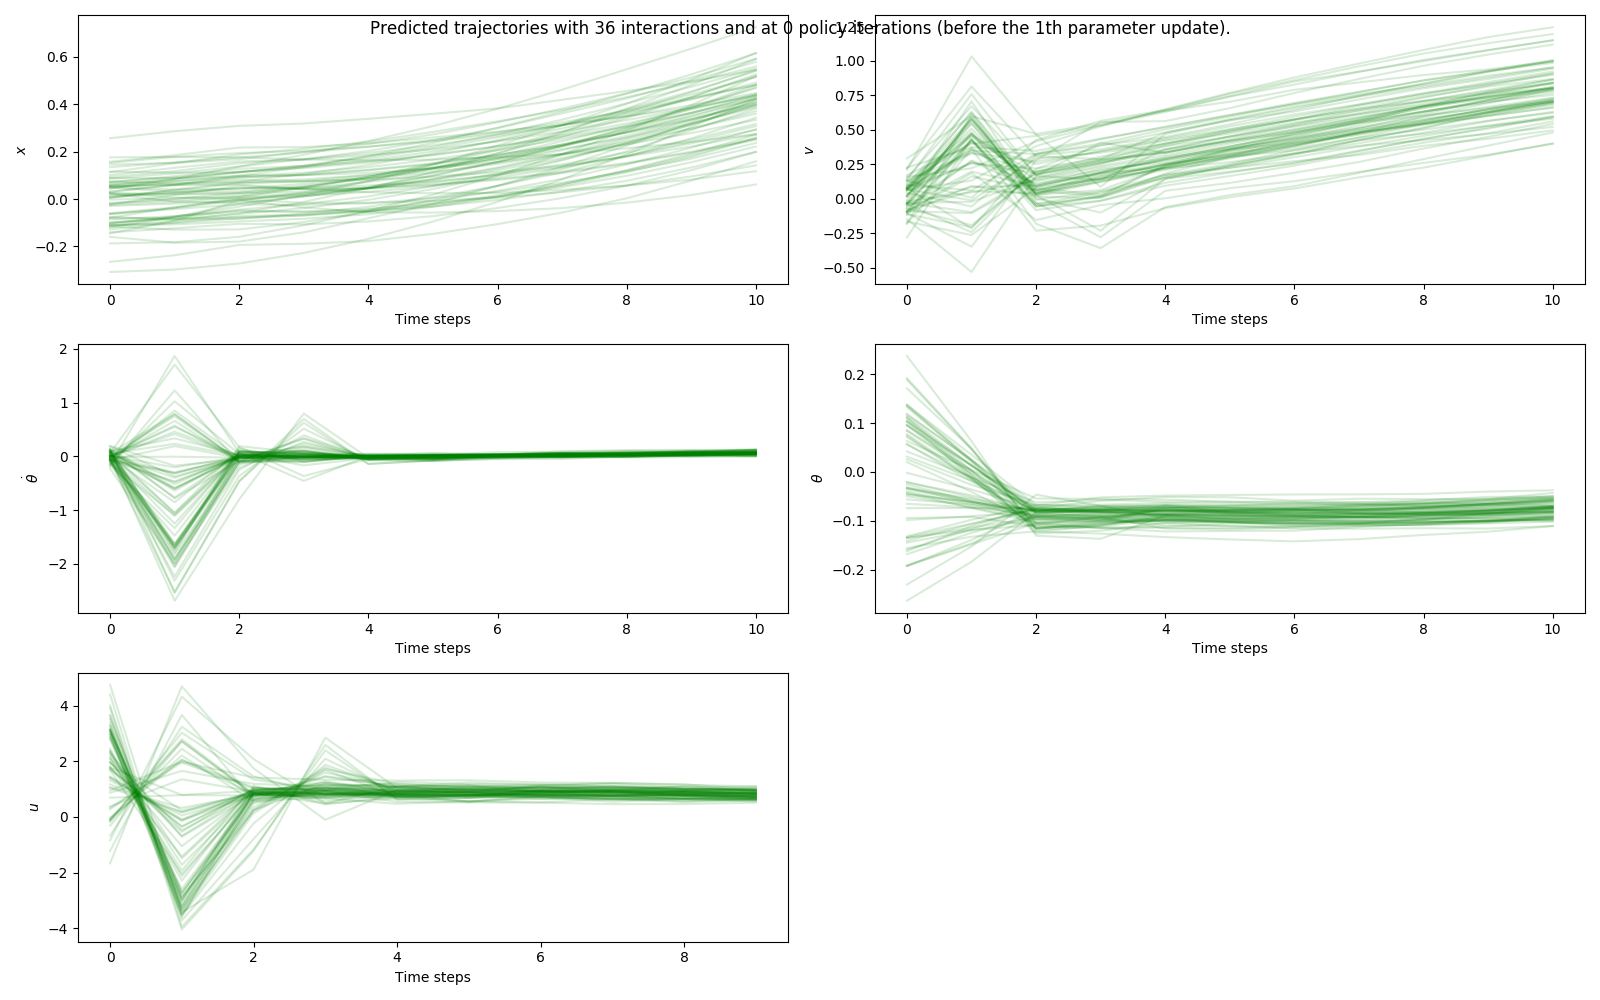 Predicted trajectories with 36 interactions and at 0 policy iterations (before the 1th parameter update).
0.6
0.4
0.2
0.0
−0.2
x
0 2 4 6 8 10
Time steps
1.25
1.00
0.75
0.50
0.25
0.00
−0.25
−0.50
v
0 2 4 6 8 10
Time steps
2
1
0
−1
−2
θ̇
0 2 4 6 8 10
Time steps
0.2
0.1
0.0
−0.1
−0.2
θ
0 2 4 6 8 10
Time steps
4
2
0
−2
−4
u
0 2 4 6 8
Time steps